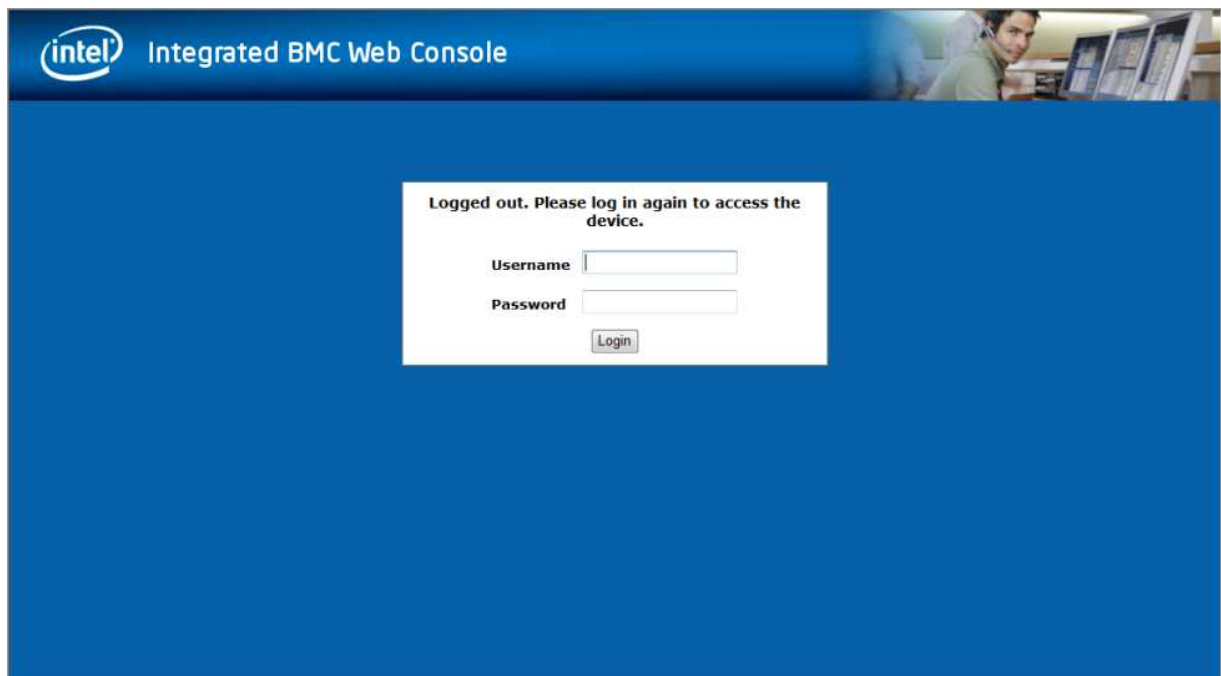 intel Integrated BMC Web Console
Logged out. Please log in again to access the
device.
Username
Password
Login